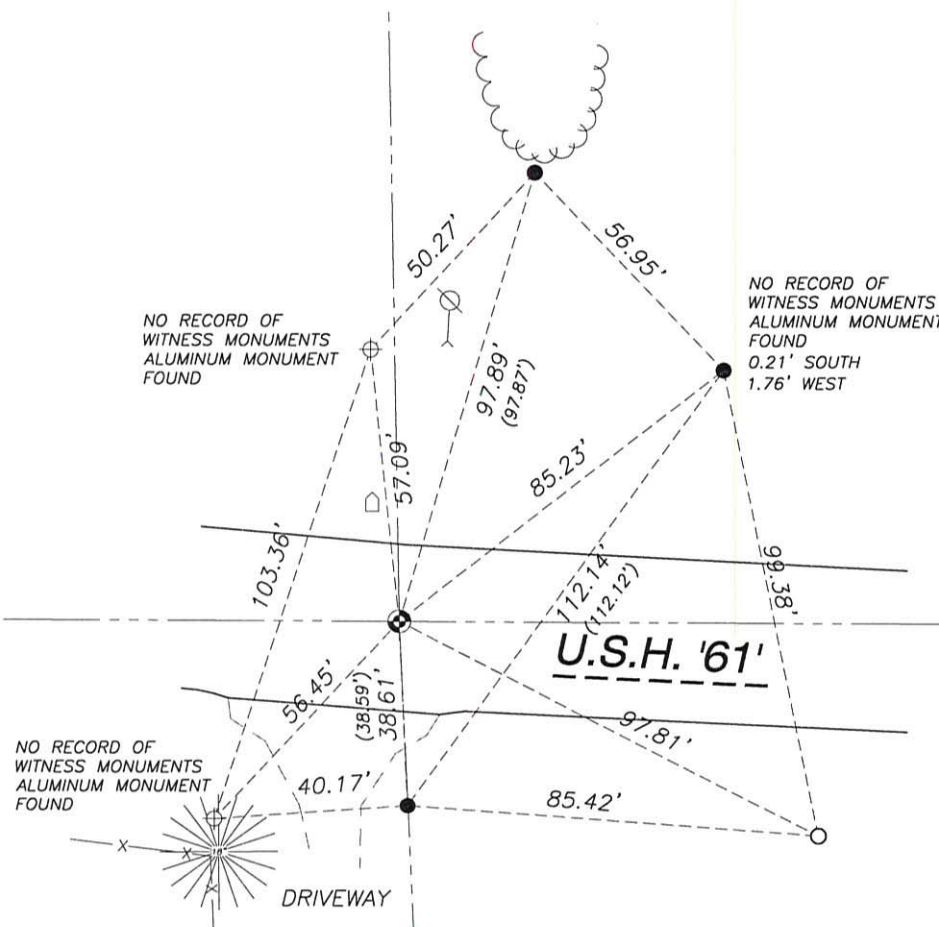 50.27'
56.95'
NO RECORD OF
WITNESS MONUMENTS
ALUMINUM MONUMENT
FOUND
NO RECORD OF
WITNESS MONUMENTS
ALUMINUM MONUMENT
FOUND
0.21' SOUTH
1.76' WEST
97.89'
(97.87')
57.09'
85.23'
103.36'
112.14'
(112.12')
99.38'
U.S.H. '61'
56.45'
(38.59')
38.61'
97.81'
NO RECORD OF
WITNESS MONUMENTS
ALUMINUM MONUMENT
FOUND
40.17'
85.42'
X
X
X
DRIVEWAY